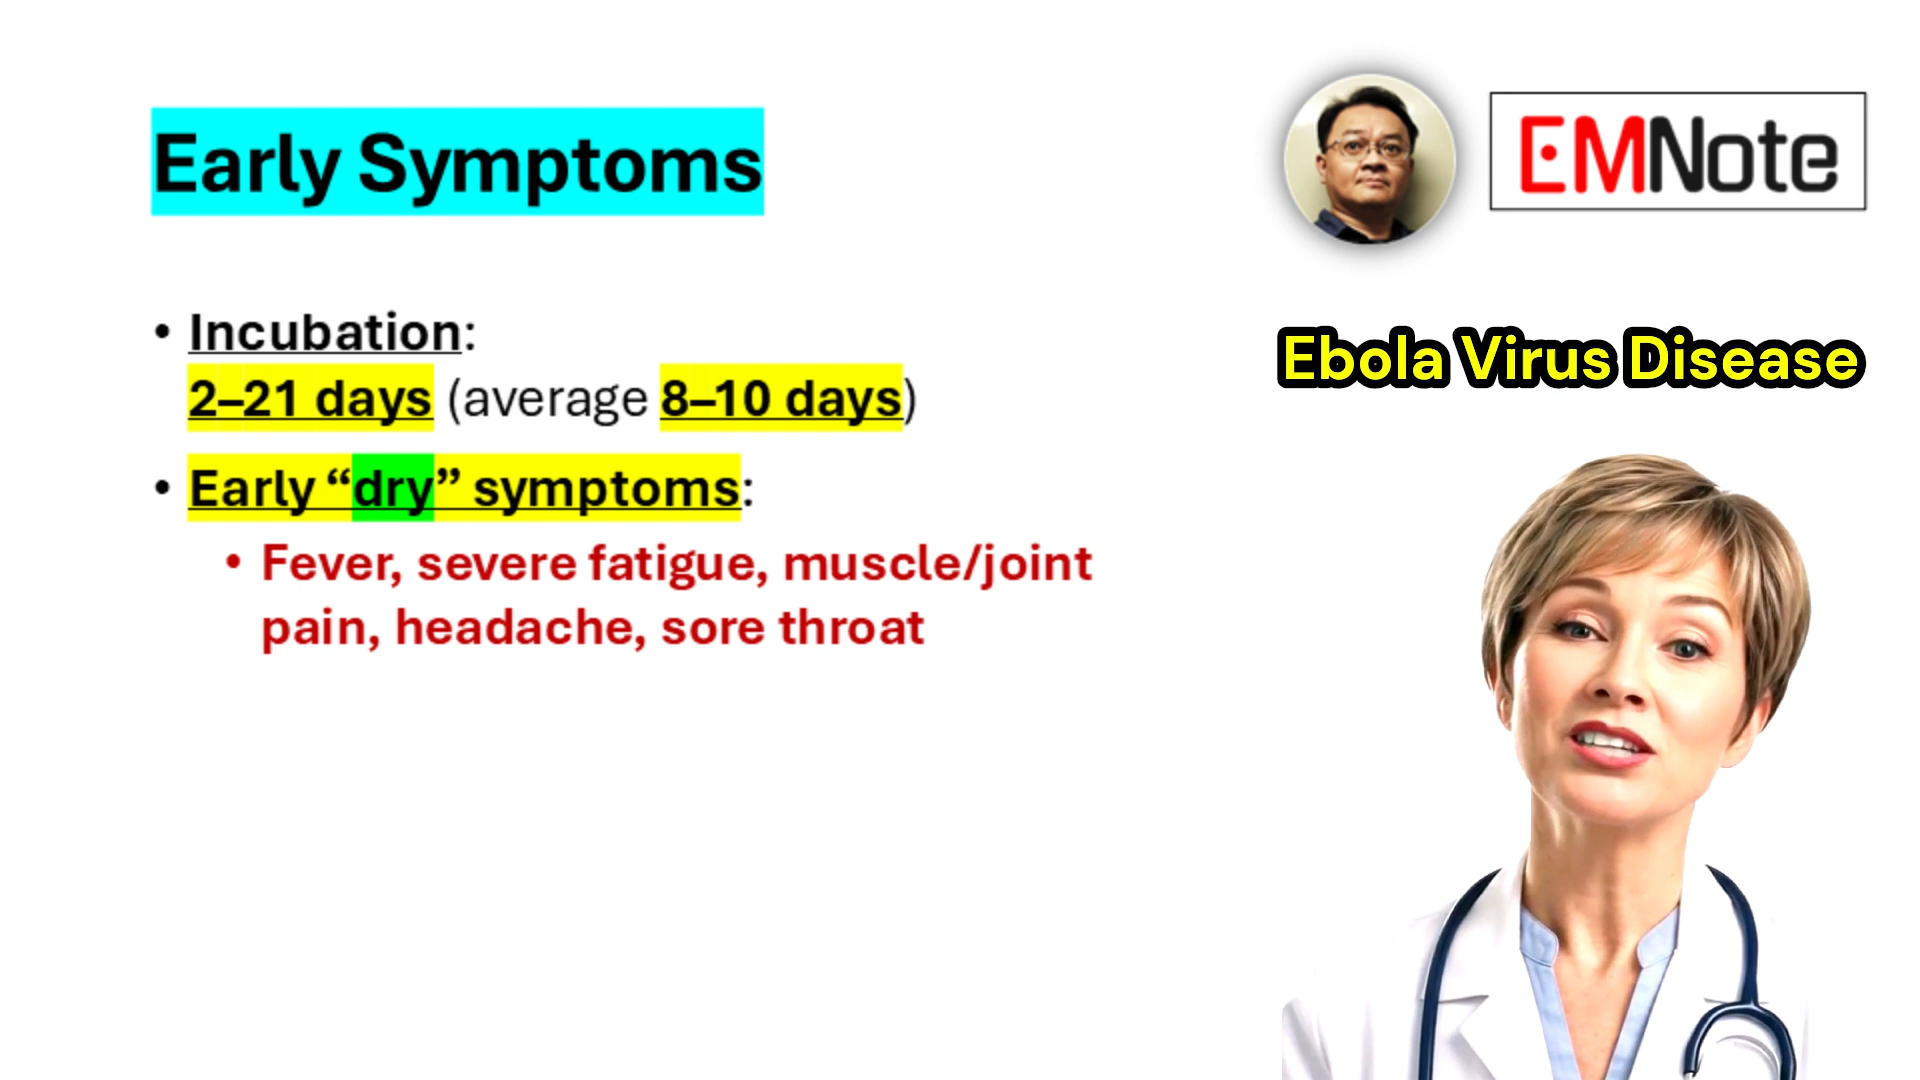 Early Symptoms
EMNote
Ebola Virus Disease
• Incubation:
2–21 days (average 8–10 days)
• Early “dry” symptoms:
• Fever, severe fatigue, muscle/joint
pain, headache, sore throat